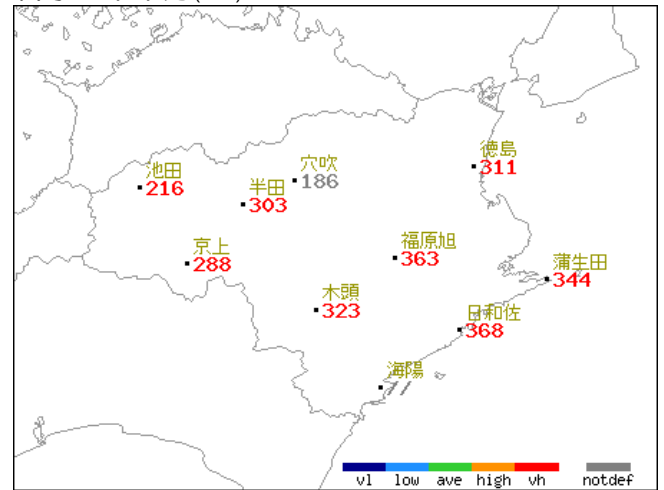 徳島
311
穴吹
186
池田
216
半田
303
福原旭
363
京上
288
蒲生田
344
木頭
323
日和佐
368
海陽
vl low ave high vh notdef